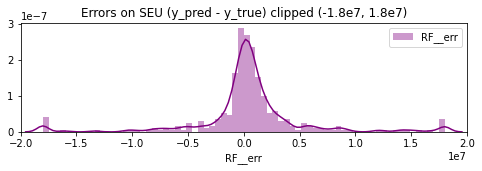 Errors on SEU (y_pred - y_true) clipped (-1.8e7, 1.8e7)
1e−7
3
2
1
0
RF__err
−2.0 −1.5 −1.0 −0.5 0.0 0.5 1.0 1.5 2.0
RF__err
1e7